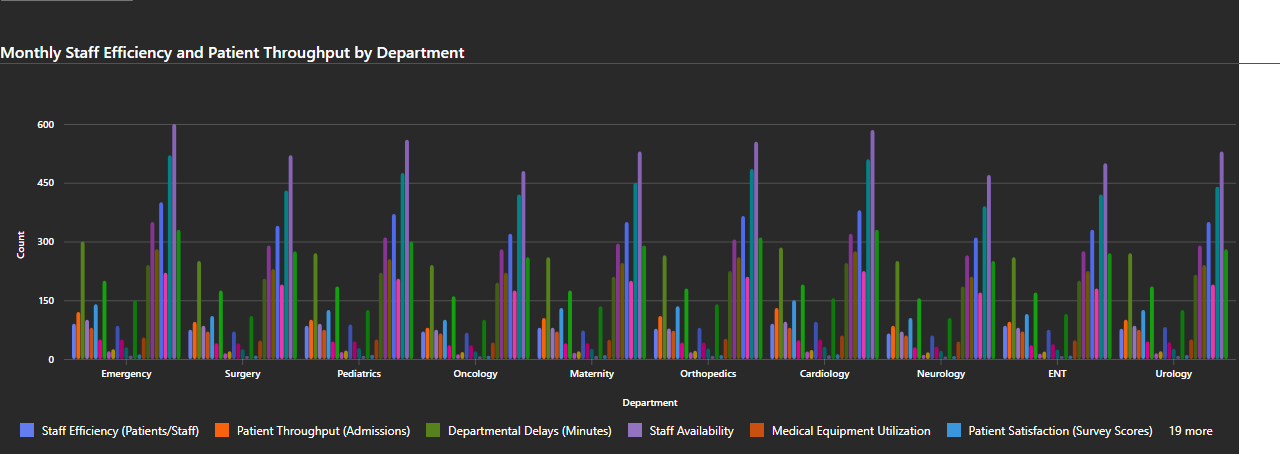 Monthly Staff Efficiency and Patient Throughput by Department
600
450
300
150
0
Count
Emergency Surgery Pediatrics Oncology Maternity Orthopedics Cardiology Neurology ENT Urology
Department
Staff Efficiency (Patients/Staff) Patient Throughput (Admissions) Departmental Delays (Minutes) Staff Availability Medical Equipment Utilization Patient Satisfaction (Survey Scores) 19 more